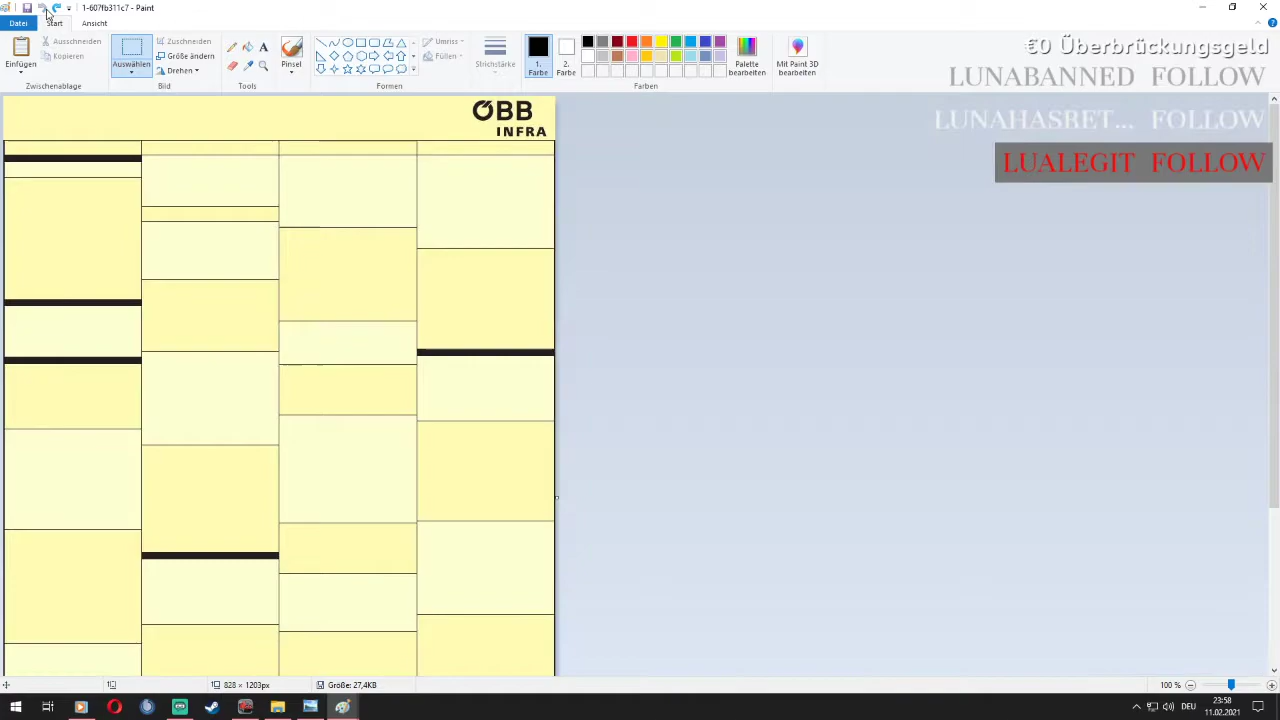 1-607fb311c7 - Paint
Datei Start Ansicht
€0 Überbrückungsgeld
LUNABANNED FOLLOW
LUNAHASBET... FOLLOW
LUALEGIT FOLLOW
Einfügen
Ausschneiden
Kopieren
Zwischenablage
Auswählen
Zuschneiden
Größe ändern
Drehen
Bild
A
Tools
Pinsel
Umriss
Füllen
Formen
Strichstärke
1. Farbe
2. Farbe
Palette bearbeiten
Farben
Mit Paint 3D bearbeiten
ÖBB
INFRA
828 × 1203px
Größe: 27,4KB
100 %
DEU
23:58
11.02.2021